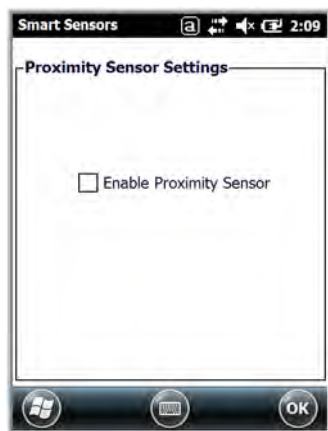 Smart Sensors a 2:09
Proximity Sensor Settings
Enable Proximity Sensor
OK